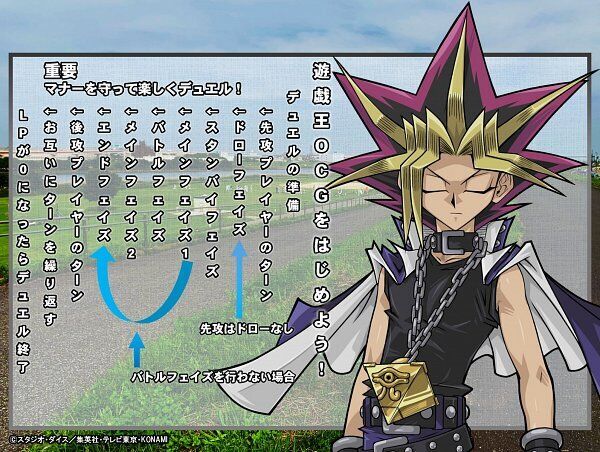 遊戯王OCGをはじめよう！
デュエルの準備
↓先攻プレイヤーのターン
↓ドローフェイズ
↓スタンバイフェイズ
↓メインフェイズ1
↓バトルフェイズ
↓メインフェイズ2
↓エンドフェイズ
↓後攻プレイヤーのターン
↓お互いにターンを繰り返す
LPが0になったらデュエル終了
重要
マナーを守って楽しくデュエル！
先攻はドローなし
バトルフェイズを行わない場合
©スタジオ・ダイス／集英社・テレビ東京・KONAMI